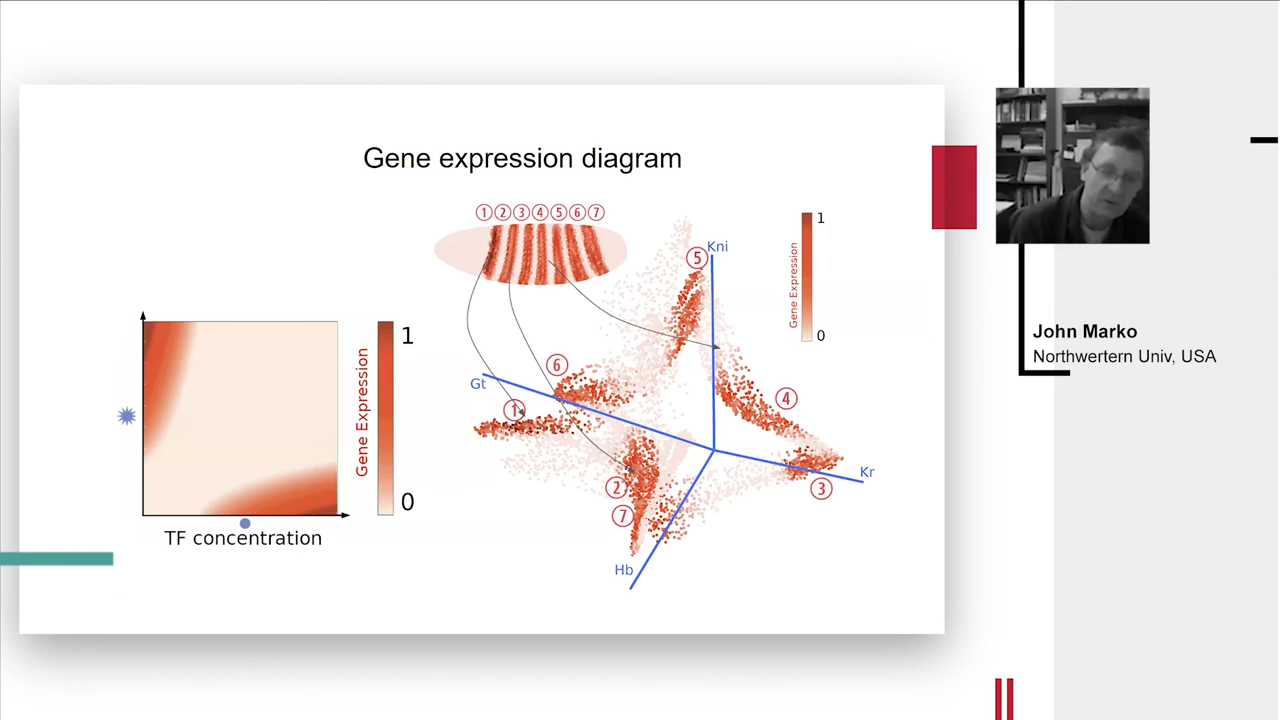 Gene expression diagram
① ② ③ ④ ⑤ ⑥ ⑦
1
Gene Expression
0
Kni
⑤
⑥
Gt
①
④
Kr
③
②
⑦
Hb
1
Gene Expression
0
TF concentration
John Marko
Northwertern Univ, USA